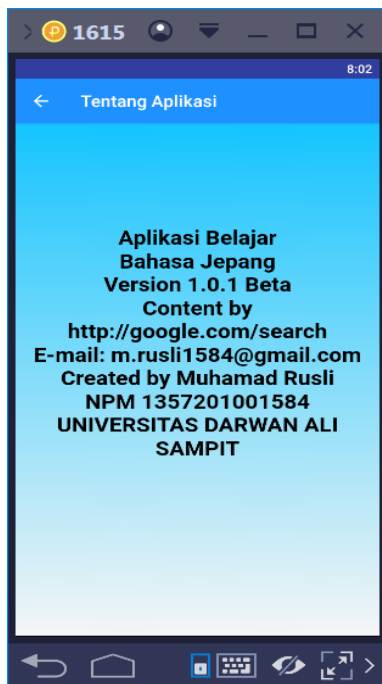 1615
8:02
Tentang Aplikasi
Aplikasi Belajar
Bahasa Jepang
Version 1.0.1 Beta
Content by
http://google.com/search
E-mail: m.rusli1584@gmail.com
Created by Muhamad Rusli
NPM 1357201001584
UNIVERSITAS DARWAN ALI
SAMPIT